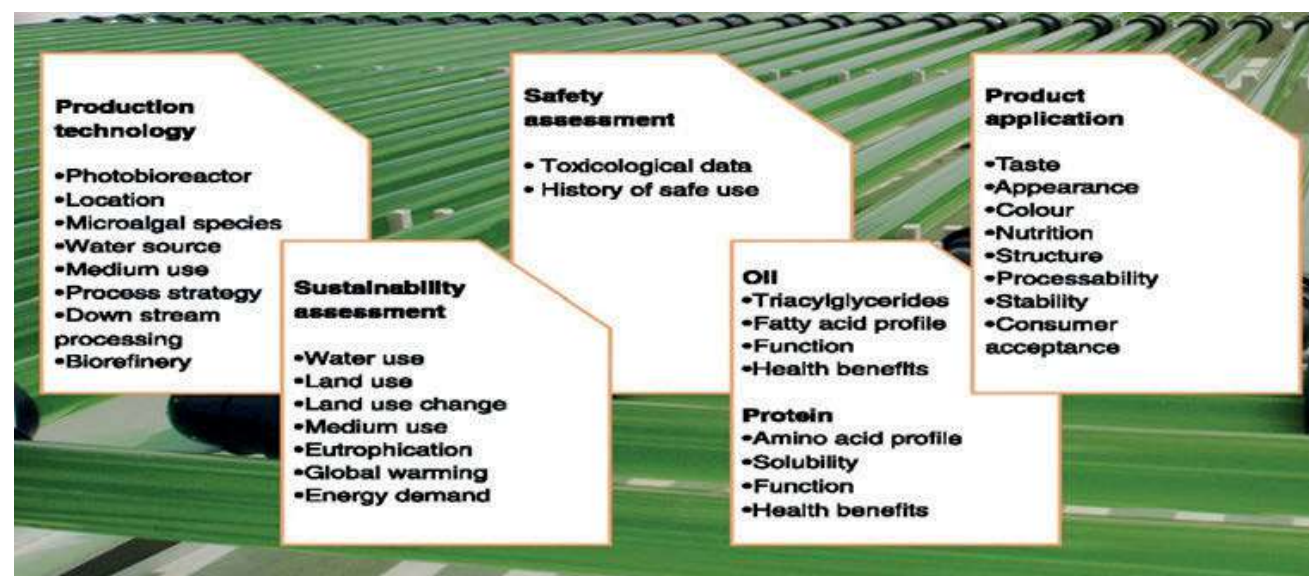 Production
technology
•Photobioreactor
•Location
•Microalgal species
•Water source
•Medium use
•Process strategy
•Down stream
processing
•Biorefinery
Sustainability
assessment
•Water use
•Land use
•Land use change
•Medium use
•Eutrophication
•Global warming
•Energy demand
Safety
assessment
• Toxicological data
• History of safe use
Oil
•Triacylglycerides
•Fatty acid profile
•Function
•Health benefits
Protein
•Amino acid profile
•Solubility
•Function
•Health benefits
Product
application
•Taste
•Appearance
•Colour
•Nutrition
•Structure
•Processability
•Stability
•Consumer
acceptance